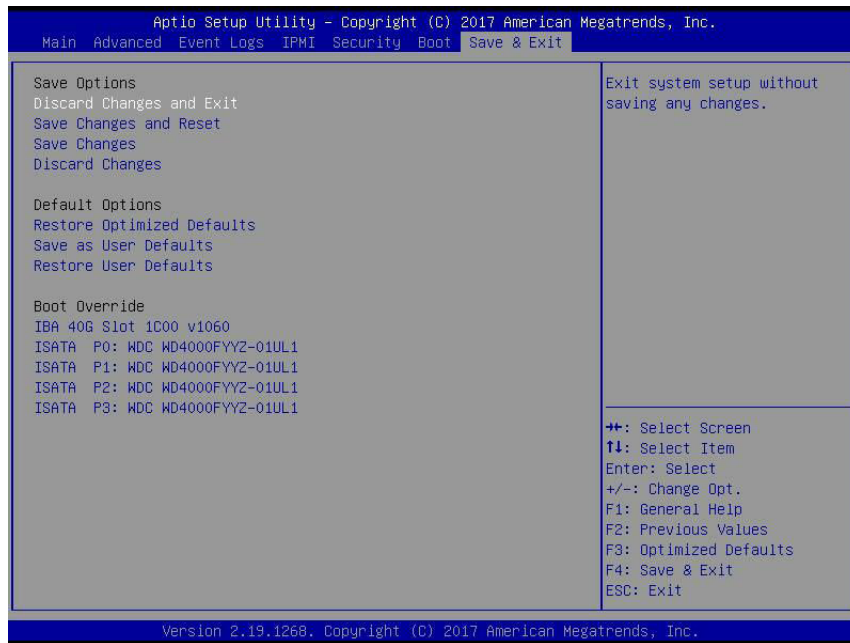 Aptio Setup Utility – Copyright (C) 2017 American Megatrends, Inc.
Main Advanced Event Logs IPMI Security Boot Save & Exit
Save Options
Discard Changes and Exit
Save Changes and Reset
Save Changes
Discard Changes
Default Options
Restore Optimized Defaults
Save as User Defaults
Restore User Defaults
Boot Override
IBA 40G Slot 1C00 v1060
ISATA P0: WDC WD4000FYYZ-01UL1
ISATA P1: WDC WD4000FYYZ-01UL1
ISATA P2: WDC WD4000FYYZ-01UL1
ISATA P3: WDC WD4000FYYZ-01UL1
Exit system setup without
saving any changes.
→←: Select Screen
↑↓: Select Item
Enter: Select
+/-: Change Opt.
F1: General Help
F2: Previous Values
F3: Optimized Defaults
F4: Save & Exit
ESC: Exit
Version 2.19.1268. Copyright (C) 2017 American Megatrends, Inc.